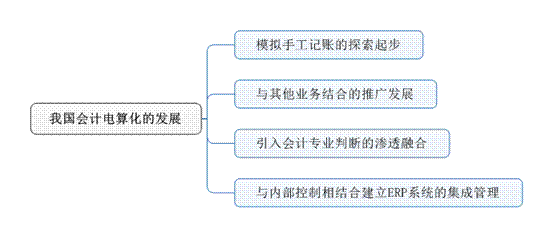 模拟手工记账的探索起步
与其他业务结合的推广发展
我国会计电算化的发展
引入会计专业判断的渗透融合
与内部控制相结合建立ERP系统的集成管理